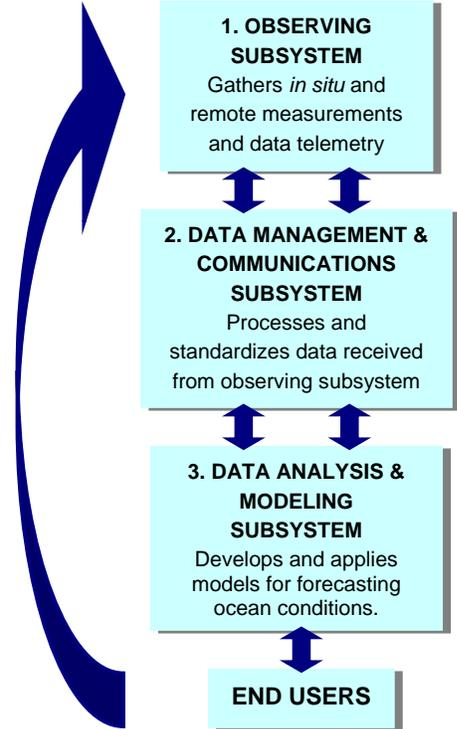 1. OBSERVING
SUBSYSTEM
Gathers in situ and
remote measurements
and data telemetry
2. DATA MANAGEMENT &
COMMUNICATIONS
SUBSYSTEM
Processes and
standardizes data received
from observing subsystem
3. DATA ANALYSIS &
MODELING
SUBSYSTEM
Develops and applies
models for forecasting
ocean conditions.
END USERS